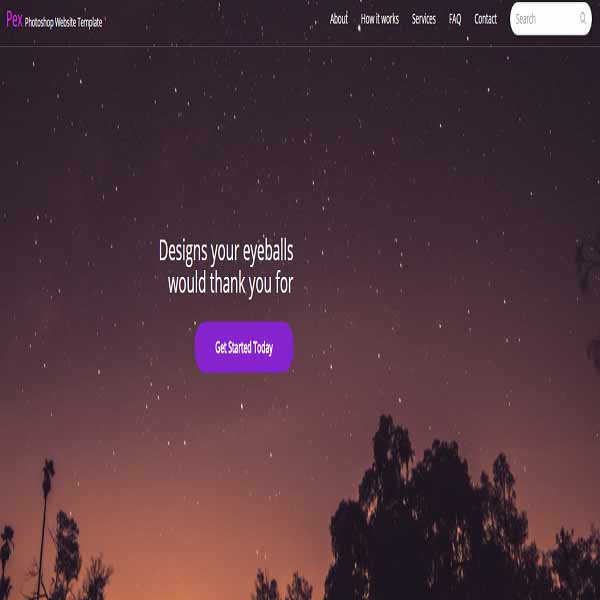 Pex Photoshop Website Template
About How it works Services FAQ Contact Search
Designs your eyeballs
would thank you for
Get Started Today